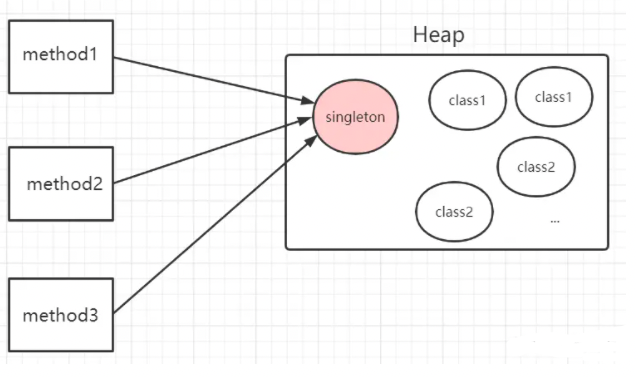 Heap
method1
method2
method3
singleton
class1
class1
class2
class2
...